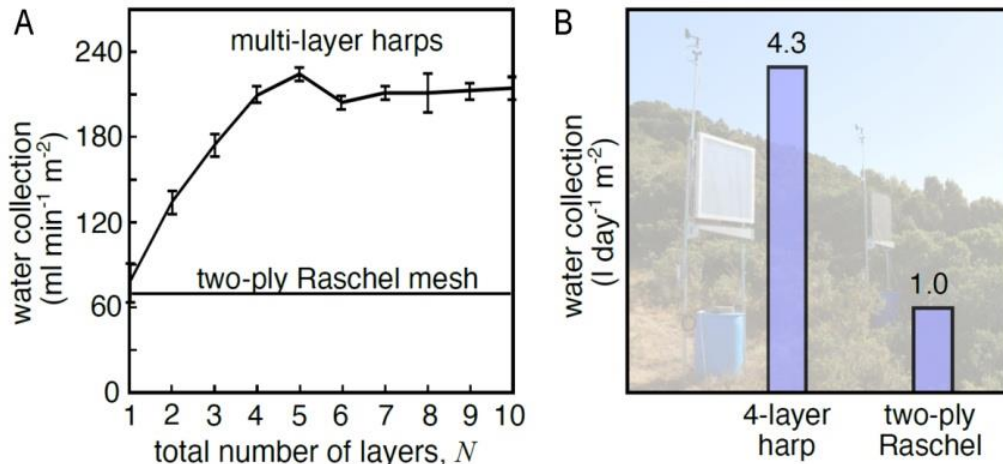 A
water collection
(ml min⁻¹ m⁻²)
240
180
120
60
0
multi-layer harps
two-ply Raschel mesh
1 2 3 4 5 6 7 8 9 10
total number of layers, N
B
water collection
(l day⁻¹ m⁻²)
4.3
1.0
4-layer
harp
two-ply
Raschel